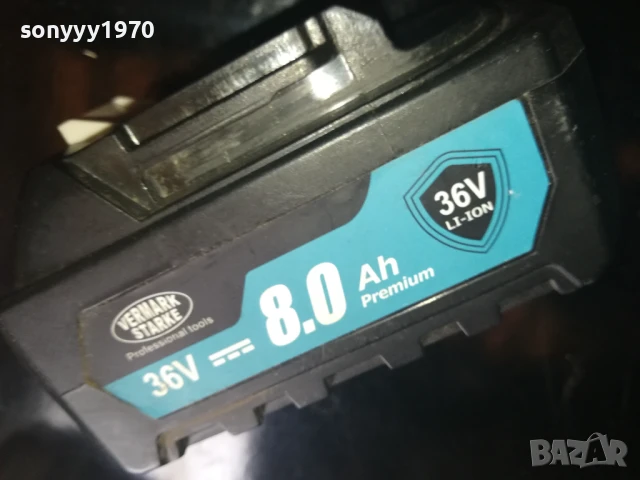 sonyyy1970
36V
LI-ION
8.0 Ah
Premium
VERMARK
STARKE
Professional tools
36V
BAZAR